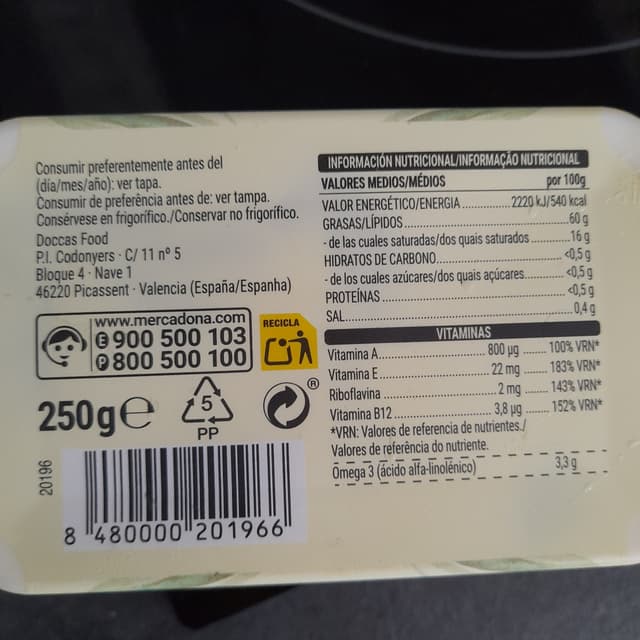 Consumir preferentemente antes del
(día/mes/año): ver tapa.
Consumir de preferência antes de: ver tampa.
Consérvese en frigorífico./Conservar no frigorífico.
Doccas Food
P.I. Codonyers · C/ 11 nº 5
Bloque 4 · Nave 1
46220 Picassent · Valencia (España/Espanha)
www.mercadona.com
E 900 500 103
P 800 500 100
RECICLA
250g e
5
PP
®
20196
8 480000 201966
INFORMACIÓN NUTRICIONAL/INFORMAÇÃO NUTRICIONAL
VALORES MEDIOS/MÉDIOS por 100g
VALOR ENERGÉTICO/ENERGIA 2220 kJ/540 kcal
GRASAS/LÍPIDOS 60 g
- de las cuales saturadas/dos quais saturados 16 g
HIDRATOS DE CARBONO <0,5 g
- de los cuales azúcares/dos quais açúcares <0,5 g
PROTEÍNAS <0,5 g
SAL 0,4 g
VITAMINAS
Vitamina A 800 µg 100% VRN*
Vitamina E 22 mg 183% VRN*
Riboflavina 2 mg 143% VRN*
Vitamina B12 3,8 µg 152% VRN*
*VRN: Valores de referencia de nutrientes./
Valores de referência do nutriente.
Omega 3 (ácido alfa-linolénico) 3,3 g